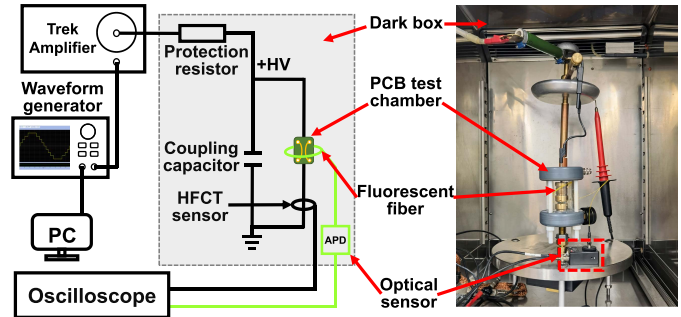 Trek
Amplifier
Waveform
generator
PC
Oscilloscope
Protection
resistor
+HV
Coupling
capacitor
HFCT
sensor
APD
Dark box
PCB test
chamber
Fluorescent
fiber
Optical
sensor